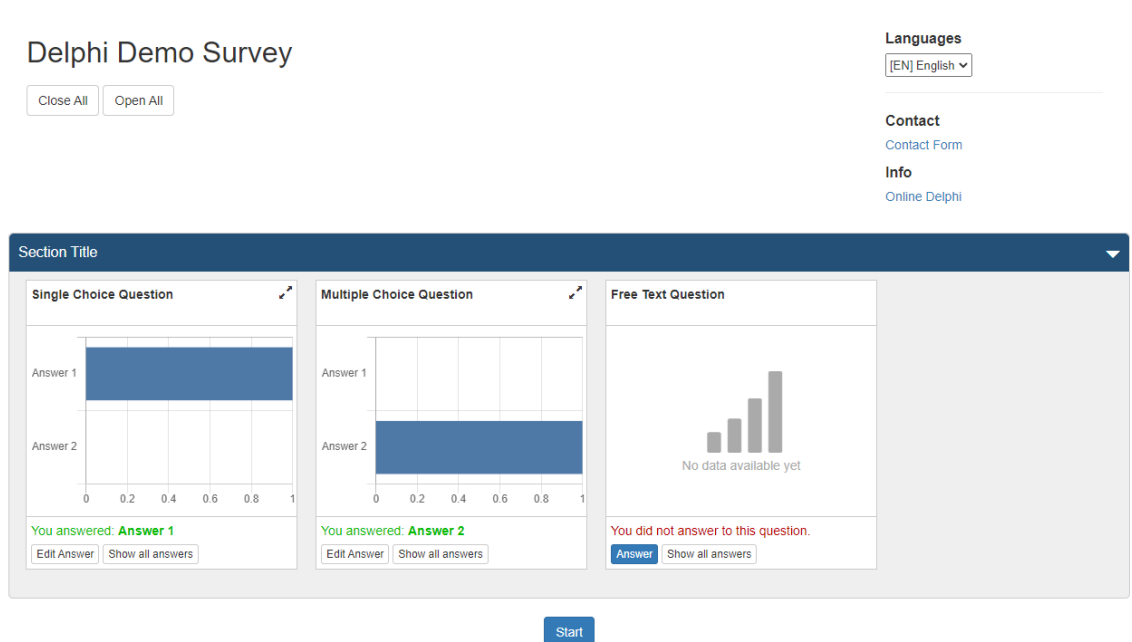 Delphi Demo Survey
Close All Open All
Languages
[EN] English
Contact
Contact Form
Info
Online Delphi
Section Title
Single Choice Question
Answer 1
Answer 2
0 0.2 0.4 0.6 0.8 1
You answered: Answer 1
Edit Answer Show all answers
Multiple Choice Question
Answer 1
Answer 2
0 0.2 0.4 0.6 0.8 1
You answered: Answer 2
Edit Answer Show all answers
Free Text Question
No data available yet
You did not answer to this question.
Answer Show all answers
Start